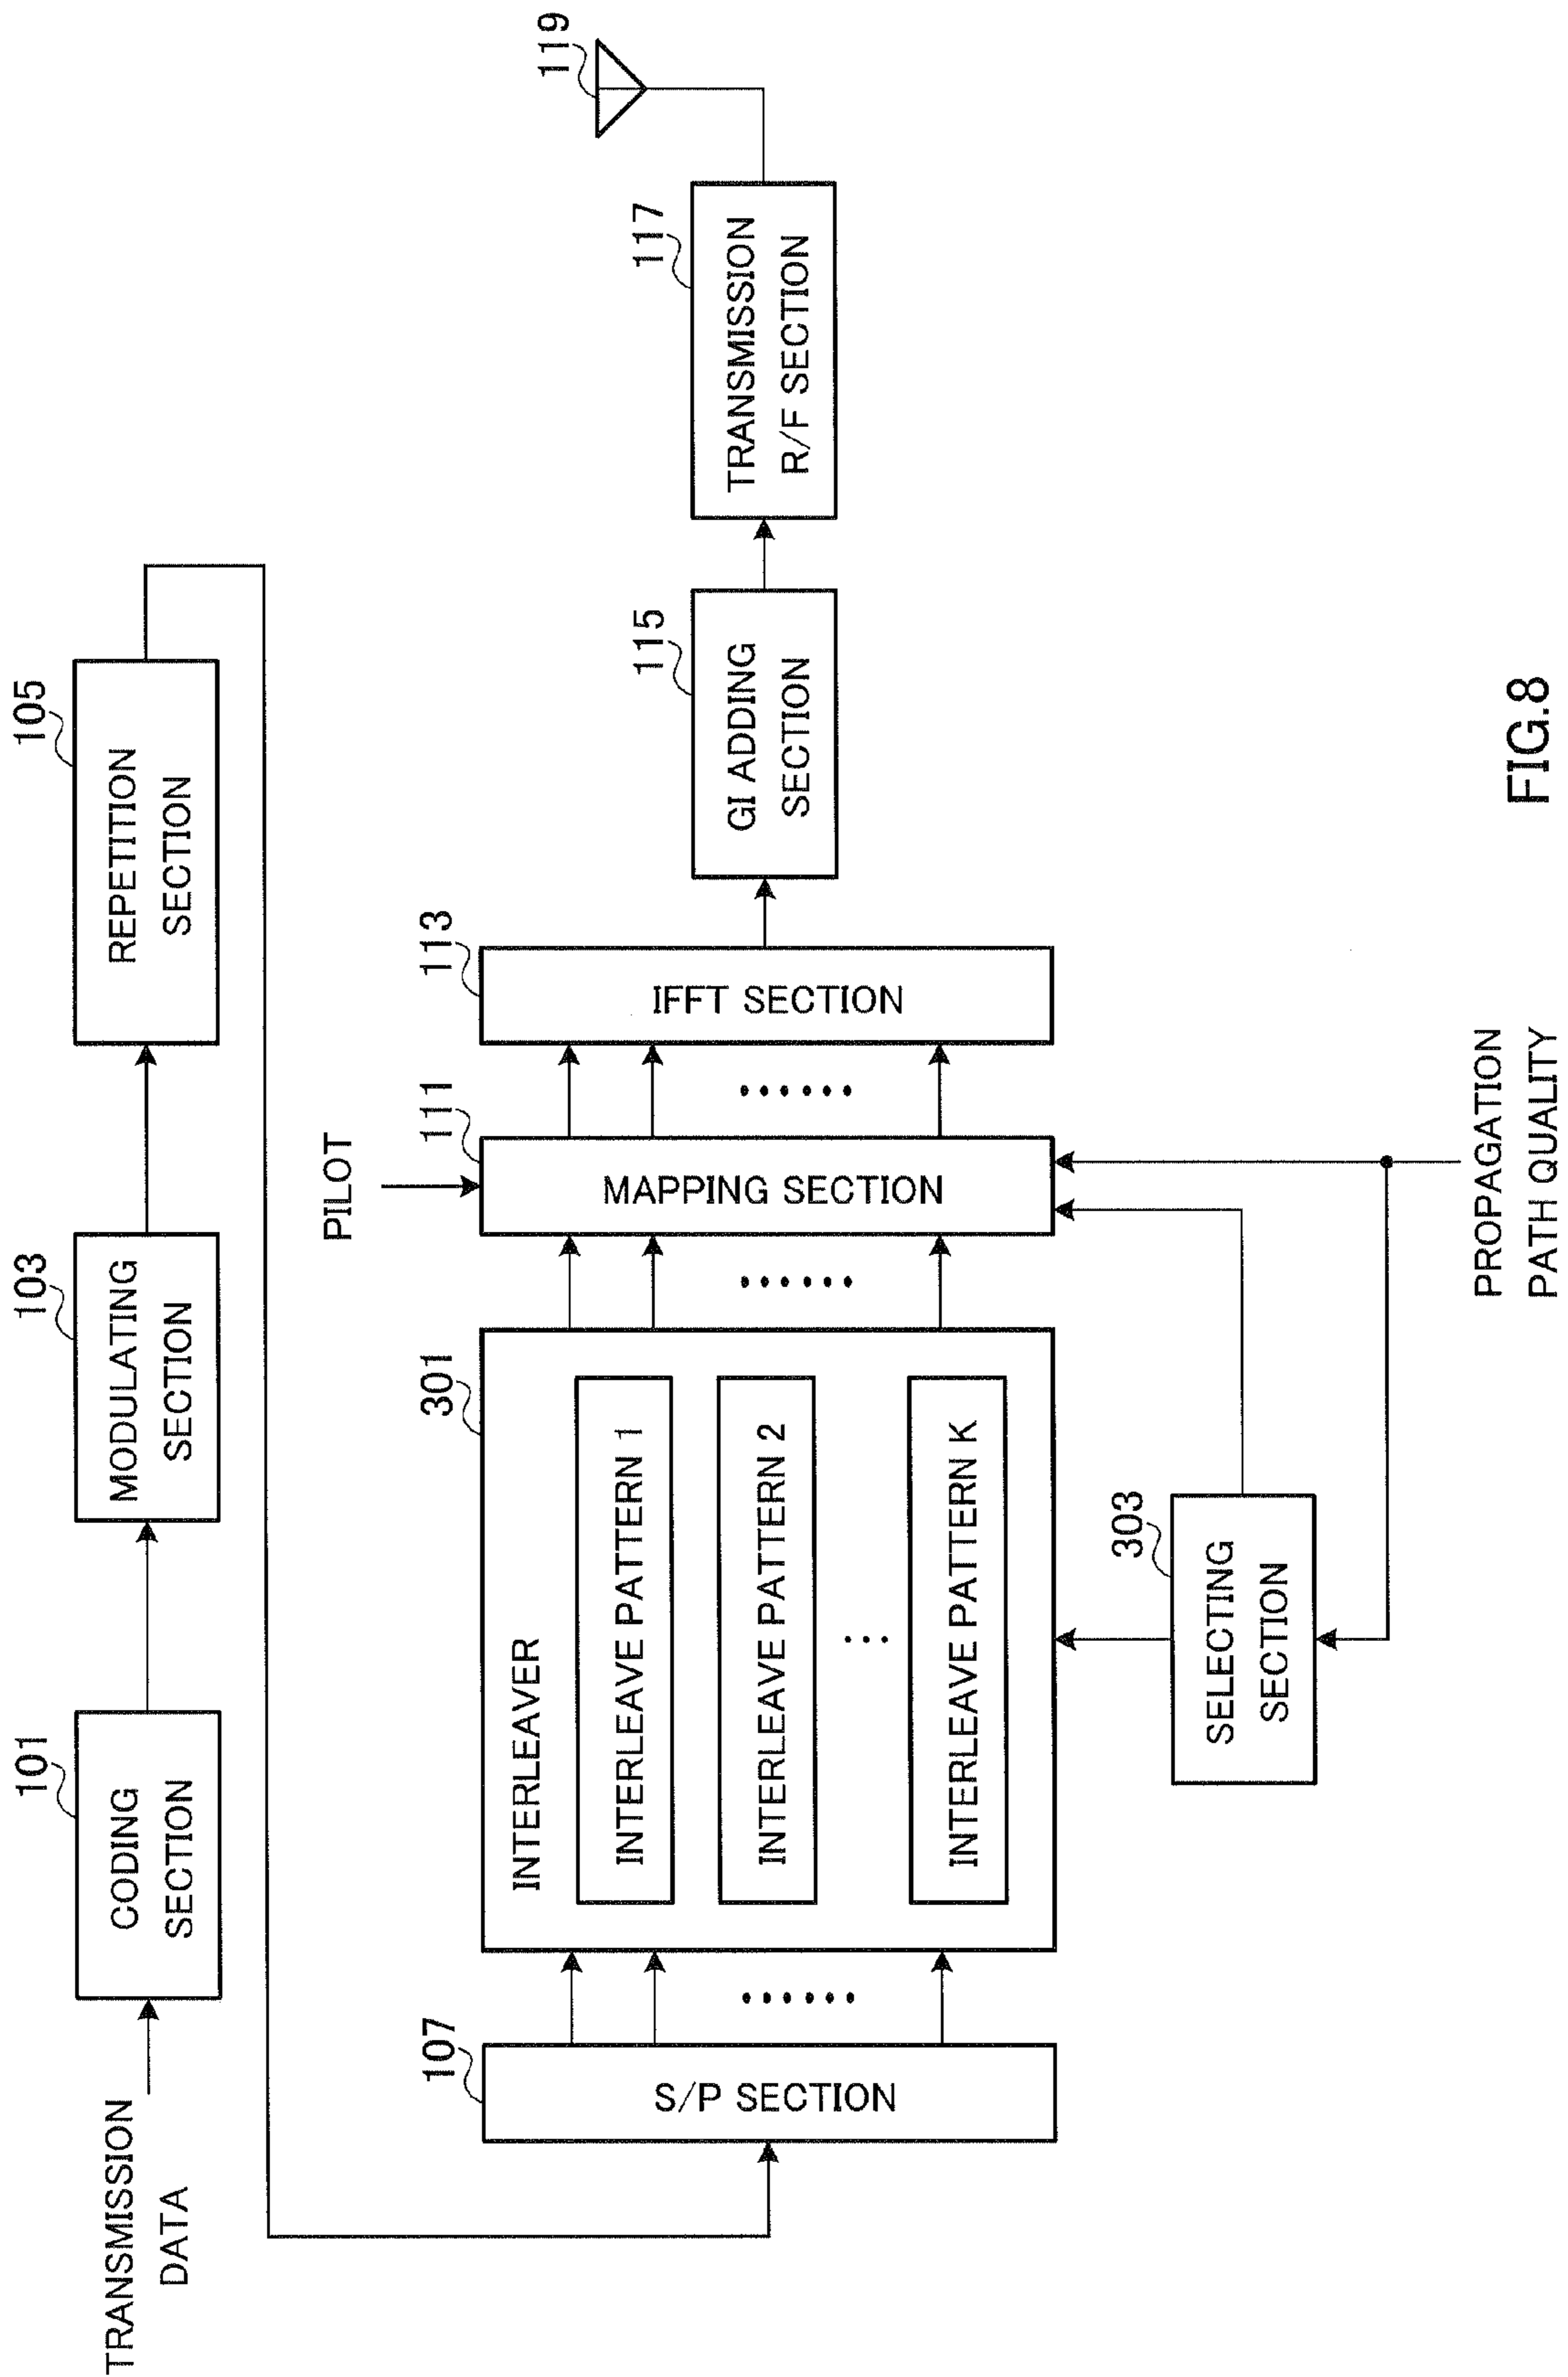 TRANSMISSION
DATA
101
CODING
SECTION
103
MODULATING
SECTION
105
REPETITION
SECTION
107
S/P SECTION
301
INTERLEAVER
INTERLEAVE PATTERN 1
INTERLEAVE PATTERN 2
INTERLEAVE PATTERN K
PILOT
111
MAPPING SECTION
113
IFFT SECTION
115
GI ADDING
SECTION
117
TRANSMISSION
R/F SECTION
119
303
SELECTING
SECTION
PROPAGATION
PATH QUALITY
FIG.8